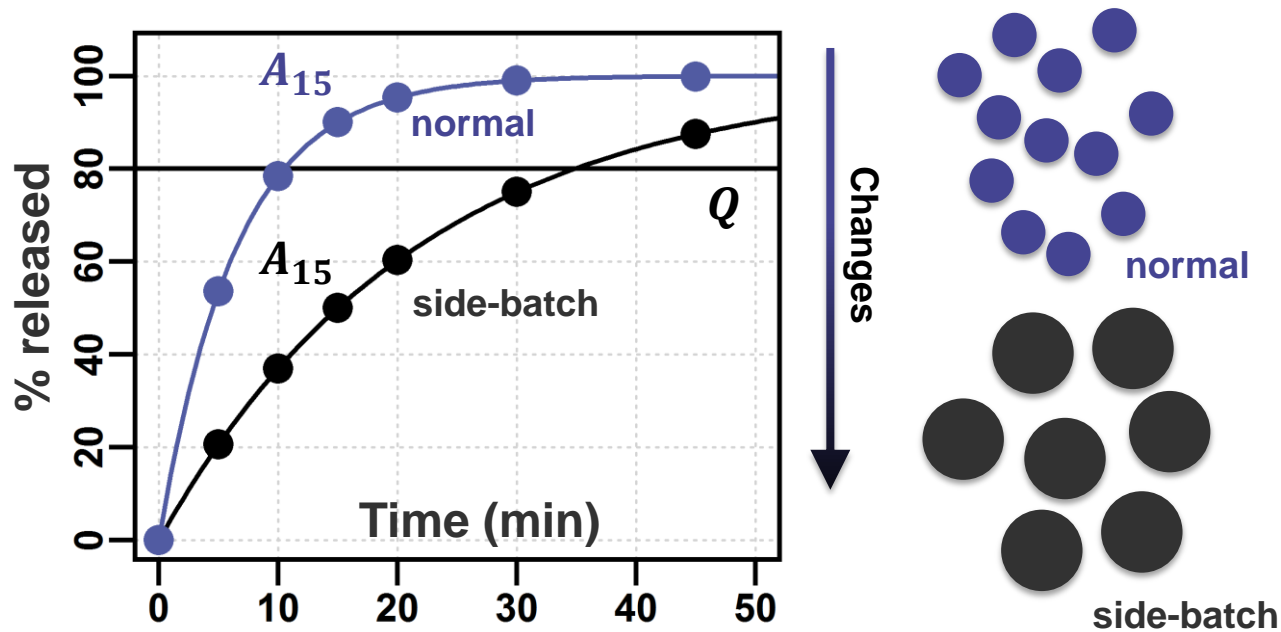 % released
100
80
60
40
20
0
A15
normal
A15
side-batch
Q
Time (min)
0 10 20 30 40 50
Changes
normal
side-batch